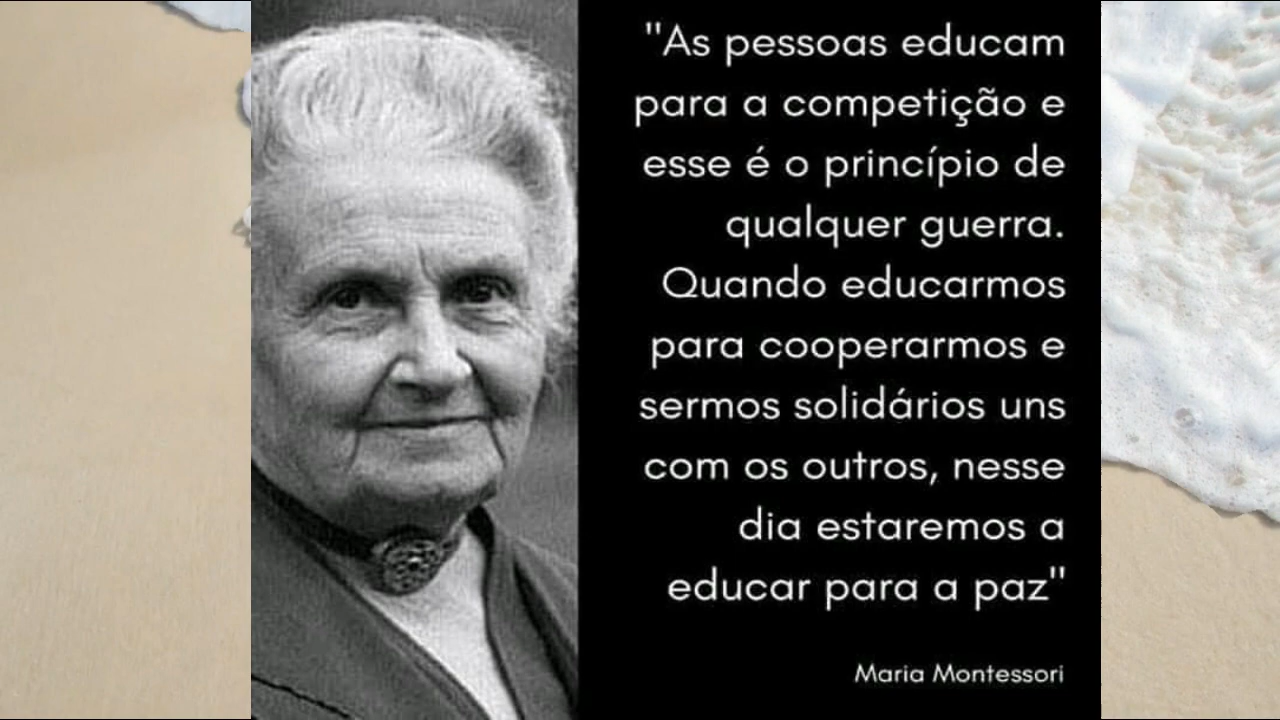 "As pessoas educam
para a competição e
esse é o princípio de
qualquer guerra.
Quando educarmos
para cooperarmos e
sermos solidários uns
com os outros, nesse
dia estaremos a
educar para a paz"
Maria Montessori